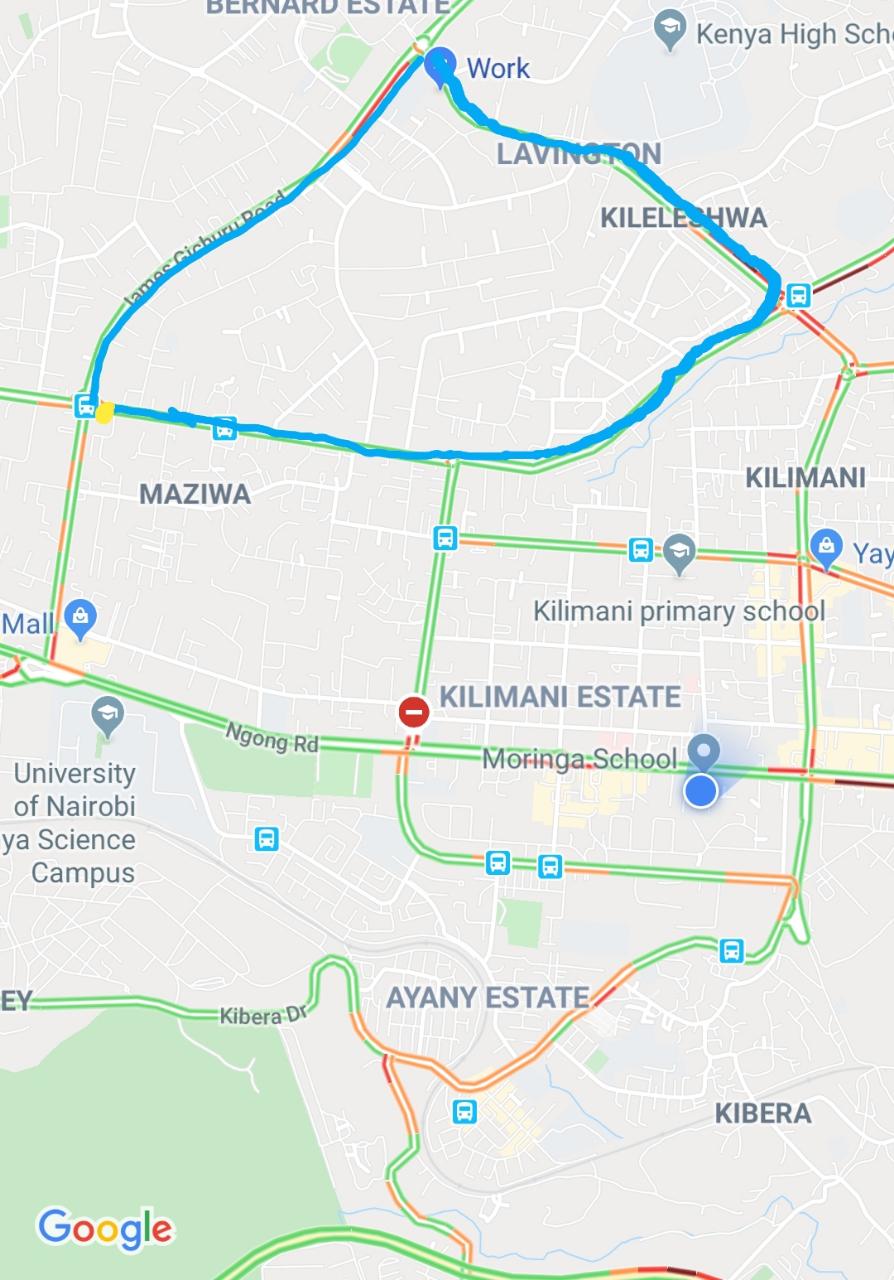 BERNARD ESTATE
Kenya High Scho
Work
LAVINGTON
KILELESHWA
James Gichuru Road
MAZIWA
KILIMANI
Yay
Kilimani primary school
Mall
KILIMANI ESTATE
Ngong Rd
Moringa School
University
of Nairobi
ya Science
Campus
EY
Kibera Dr
AYANY ESTATE
KIBERA
Google